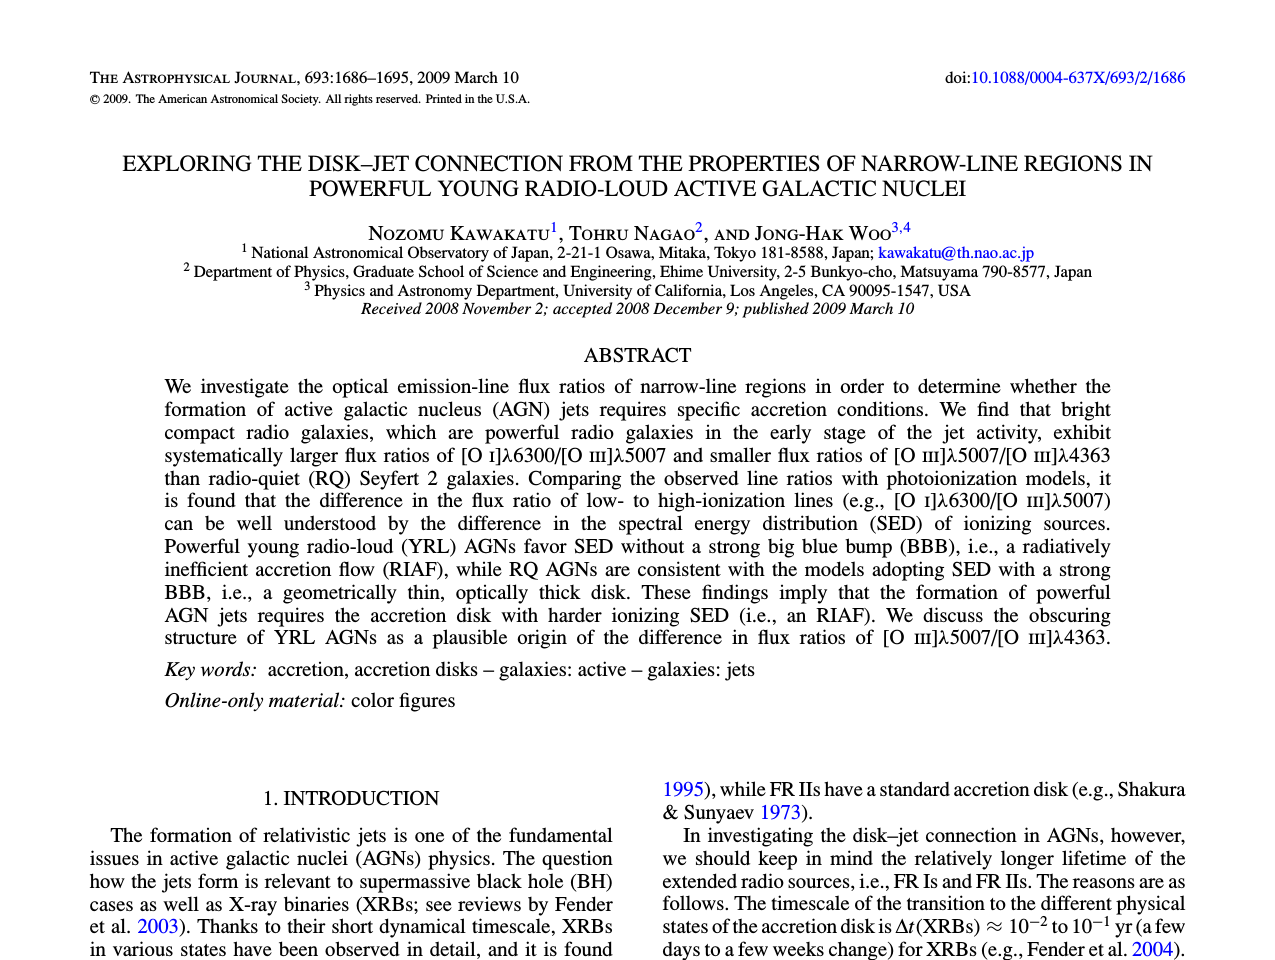 THE ASTROPHYSICAL JOURNAL, 693:1686–1695, 2009 March 10
doi:10.1088/0004-637X/693/2/1686
© 2009. The American Astronomical Society. All rights reserved. Printed in the U.S.A.
EXPLORING THE DISK–JET CONNECTION FROM THE PROPERTIES OF NARROW-LINE REGIONS IN
POWERFUL YOUNG RADIO-LOUD ACTIVE GALACTIC NUCLEI
NOZOMU KAWAKATU¹, TOHRU NAGAO², AND JONG-HAK WOO³,⁴
¹ National Astronomical Observatory of Japan, 2-21-1 Osawa, Mitaka, Tokyo 181-8588, Japan; kawakatu@th.nao.ac.jp
² Department of Physics, Graduate School of Science and Engineering, Ehime University, 2-5 Bunkyo-cho, Matsuyama 790-8577, Japan
³ Physics and Astronomy Department, University of California, Los Angeles, CA 90095-1547, USA
Received 2008 November 2; accepted 2008 December 9; published 2009 March 10
ABSTRACT
We investigate the optical emission-line flux ratios of narrow-line regions in order to determine whether the
formation of active galactic nucleus (AGN) jets requires specific accretion conditions. We find that bright
compact radio galaxies, which are powerful radio galaxies in the early stage of the jet activity, exhibit
systematically larger flux ratios of [O I]λ6300/[O III]λ5007 and smaller flux ratios of [O III]λ5007/[O III]λ4363
than radio-quiet (RQ) Seyfert 2 galaxies. Comparing the observed line ratios with photoionization models, it
is found that the difference in the flux ratio of low- to high-ionization lines (e.g., [O I]λ6300/[O III]λ5007)
can be well understood by the difference in the spectral energy distribution (SED) of ionizing sources.
Powerful young radio-loud (YRL) AGNs favor SED without a strong big blue bump (BBB), i.e., a radiatively
inefficient accretion flow (RIAF), while RQ AGNs are consistent with the models adopting SED with a strong
BBB, i.e., a geometrically thin, optically thick disk. These findings imply that the formation of powerful
AGN jets requires the accretion disk with harder ionizing SED (i.e., an RIAF). We discuss the obscuring
structure of YRL AGNs as a plausible origin of the difference in flux ratios of [O III]λ5007/[O III]λ4363.
Key words: accretion, accretion disks – galaxies: active – galaxies: jets
Online-only material: color figures
1. INTRODUCTION
The formation of relativistic jets is one of the fundamental
issues in active galactic nuclei (AGNs) physics. The question
how the jets form is relevant to supermassive black hole (BH)
cases as well as X-ray binaries (XRBs; see reviews by Fender
et al. 2003). Thanks to their short dynamical timescale, XRBs
in various states have been observed in detail, and it is found
1995), while FR IIs have a standard accretion disk (e.g., Shakura
& Sunyaev 1973).
In investigating the disk–jet connection in AGNs, however,
we should keep in mind the relatively longer lifetime of the
extended radio sources, i.e., FR Is and FR IIs. The reasons are as
follows. The timescale of the transition to the different physical
states of the accretion disk is Δt(XRBs) ≈ 10⁻² to 10⁻¹ yr (a few
days to a few weeks change) for XRBs (e.g., Fender et al. 2004).